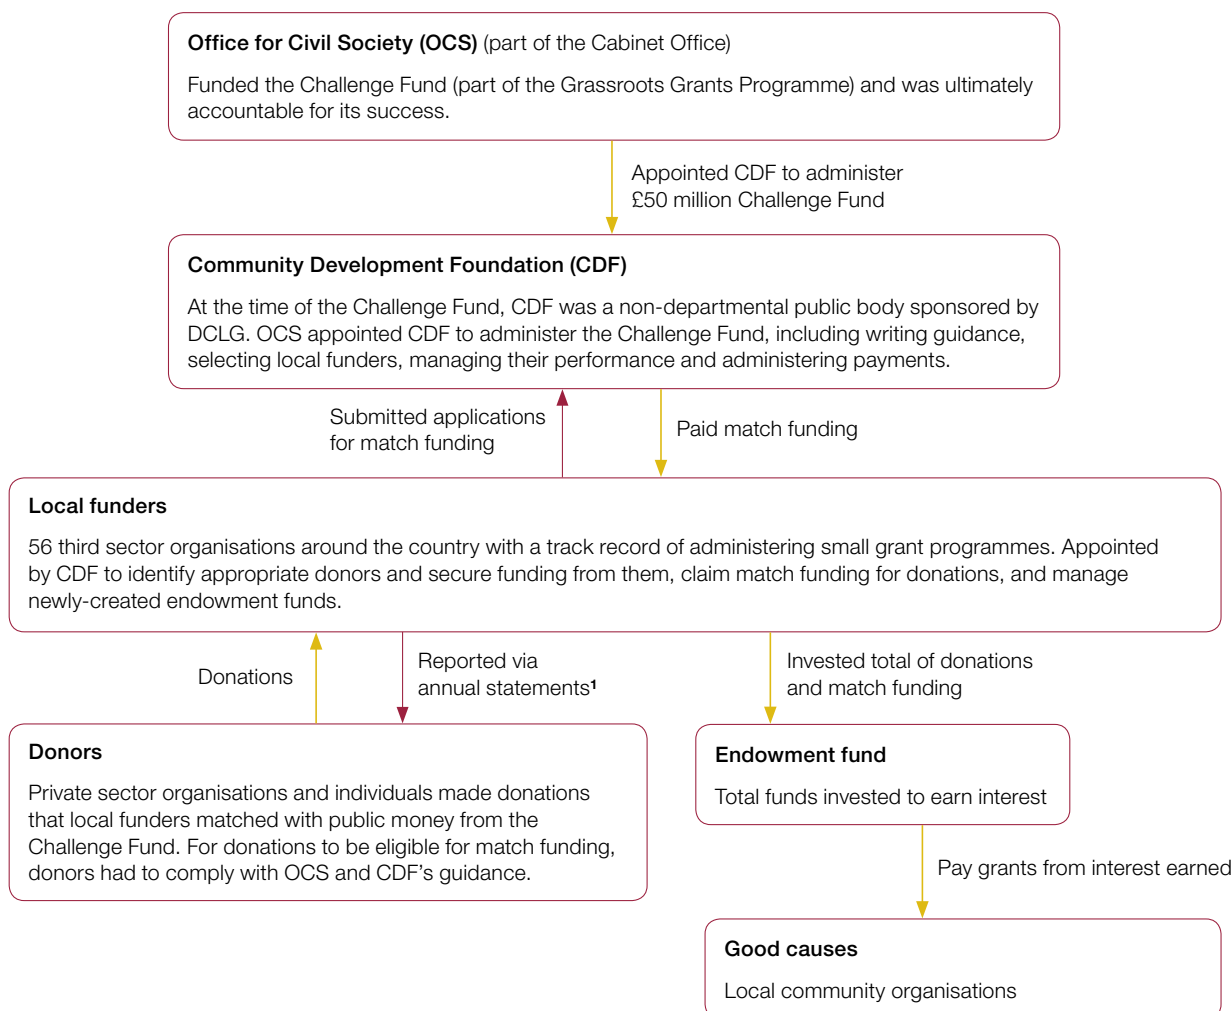 Office for Civil Society (OCS) (part of the Cabinet Office)
Funded the Challenge Fund (part of the Grassroots Grants Programme) and was ultimately
accountable for its success.
Appointed CDF to administer
£50 million Challenge Fund
Community Development Foundation (CDF)
At the time of the Challenge Fund, CDF was a non-departmental public body sponsored by
DCLG. OCS appointed CDF to administer the Challenge Fund, including writing guidance,
selecting local funders, managing their performance and administering payments.
Submitted applications
for match funding
Paid match funding
Local funders
56 third sector organisations around the country with a track record of administering small grant programmes. Appointed
by CDF to identify appropriate donors and secure funding from them, claim match funding for donations, and manage
newly-created endowment funds.
Donations
Reported via
annual statements¹
Invested total of donations
and match funding
Donors
Private sector organisations and individuals made donations
that local funders matched with public money from the
Challenge Fund. For donations to be eligible for match funding,
donors had to comply with OCS and CDF's guidance.
Endowment fund
Total funds invested to earn interest
Pay grants from interest earned
Good causes
Local community organisations